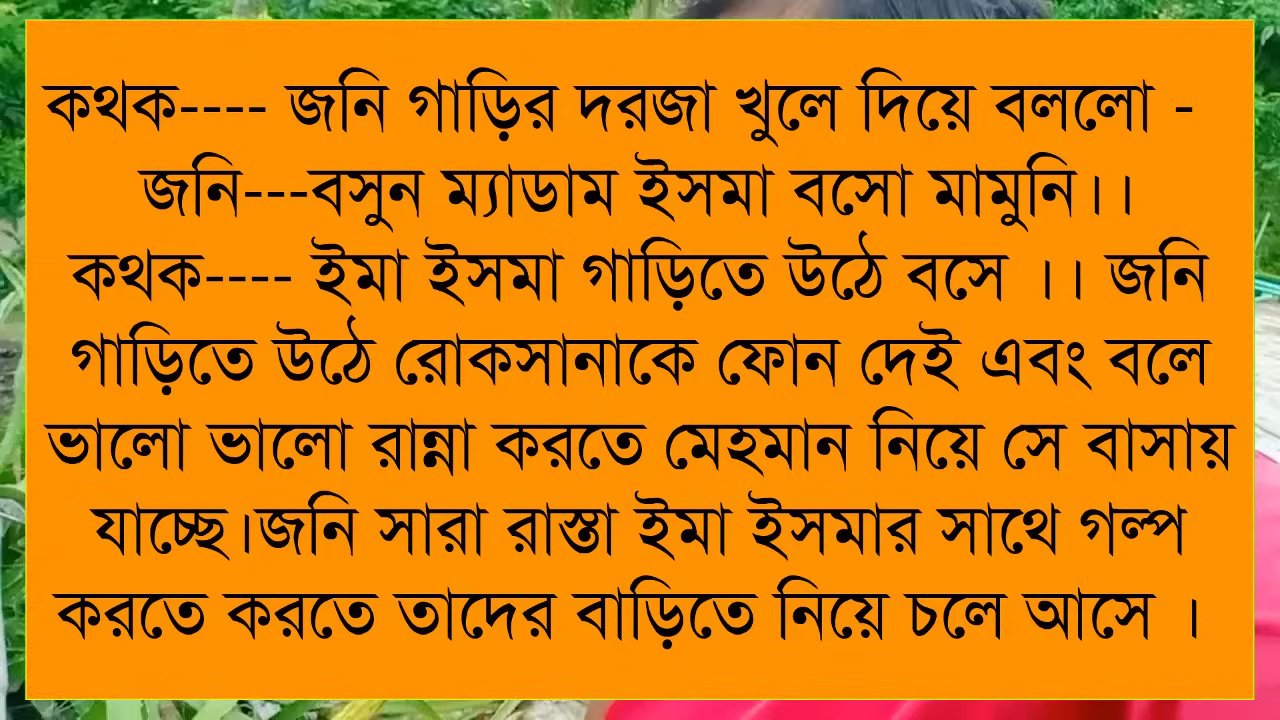 কথক---- জনি গাড়ির দরজা খুলে দিয়ে বললো -
জনি---বসুন ম্যাডাম ইসমা বসো মামুনি।।
কথক---- ইমা ইসমা গাড়িতে উঠে বসে ।। জনি
গাড়িতে উঠে রোকসানাকে ফোন দেই এবং বলে
ভালো ভালো রান্না করতে মেহমান নিয়ে সে বাসায়
যাচ্ছে।জনি সারা রাস্তা ইমা ইসমার সাথে গল্প
করতে করতে তাদের বাড়িতে নিয়ে চলে আসে ।